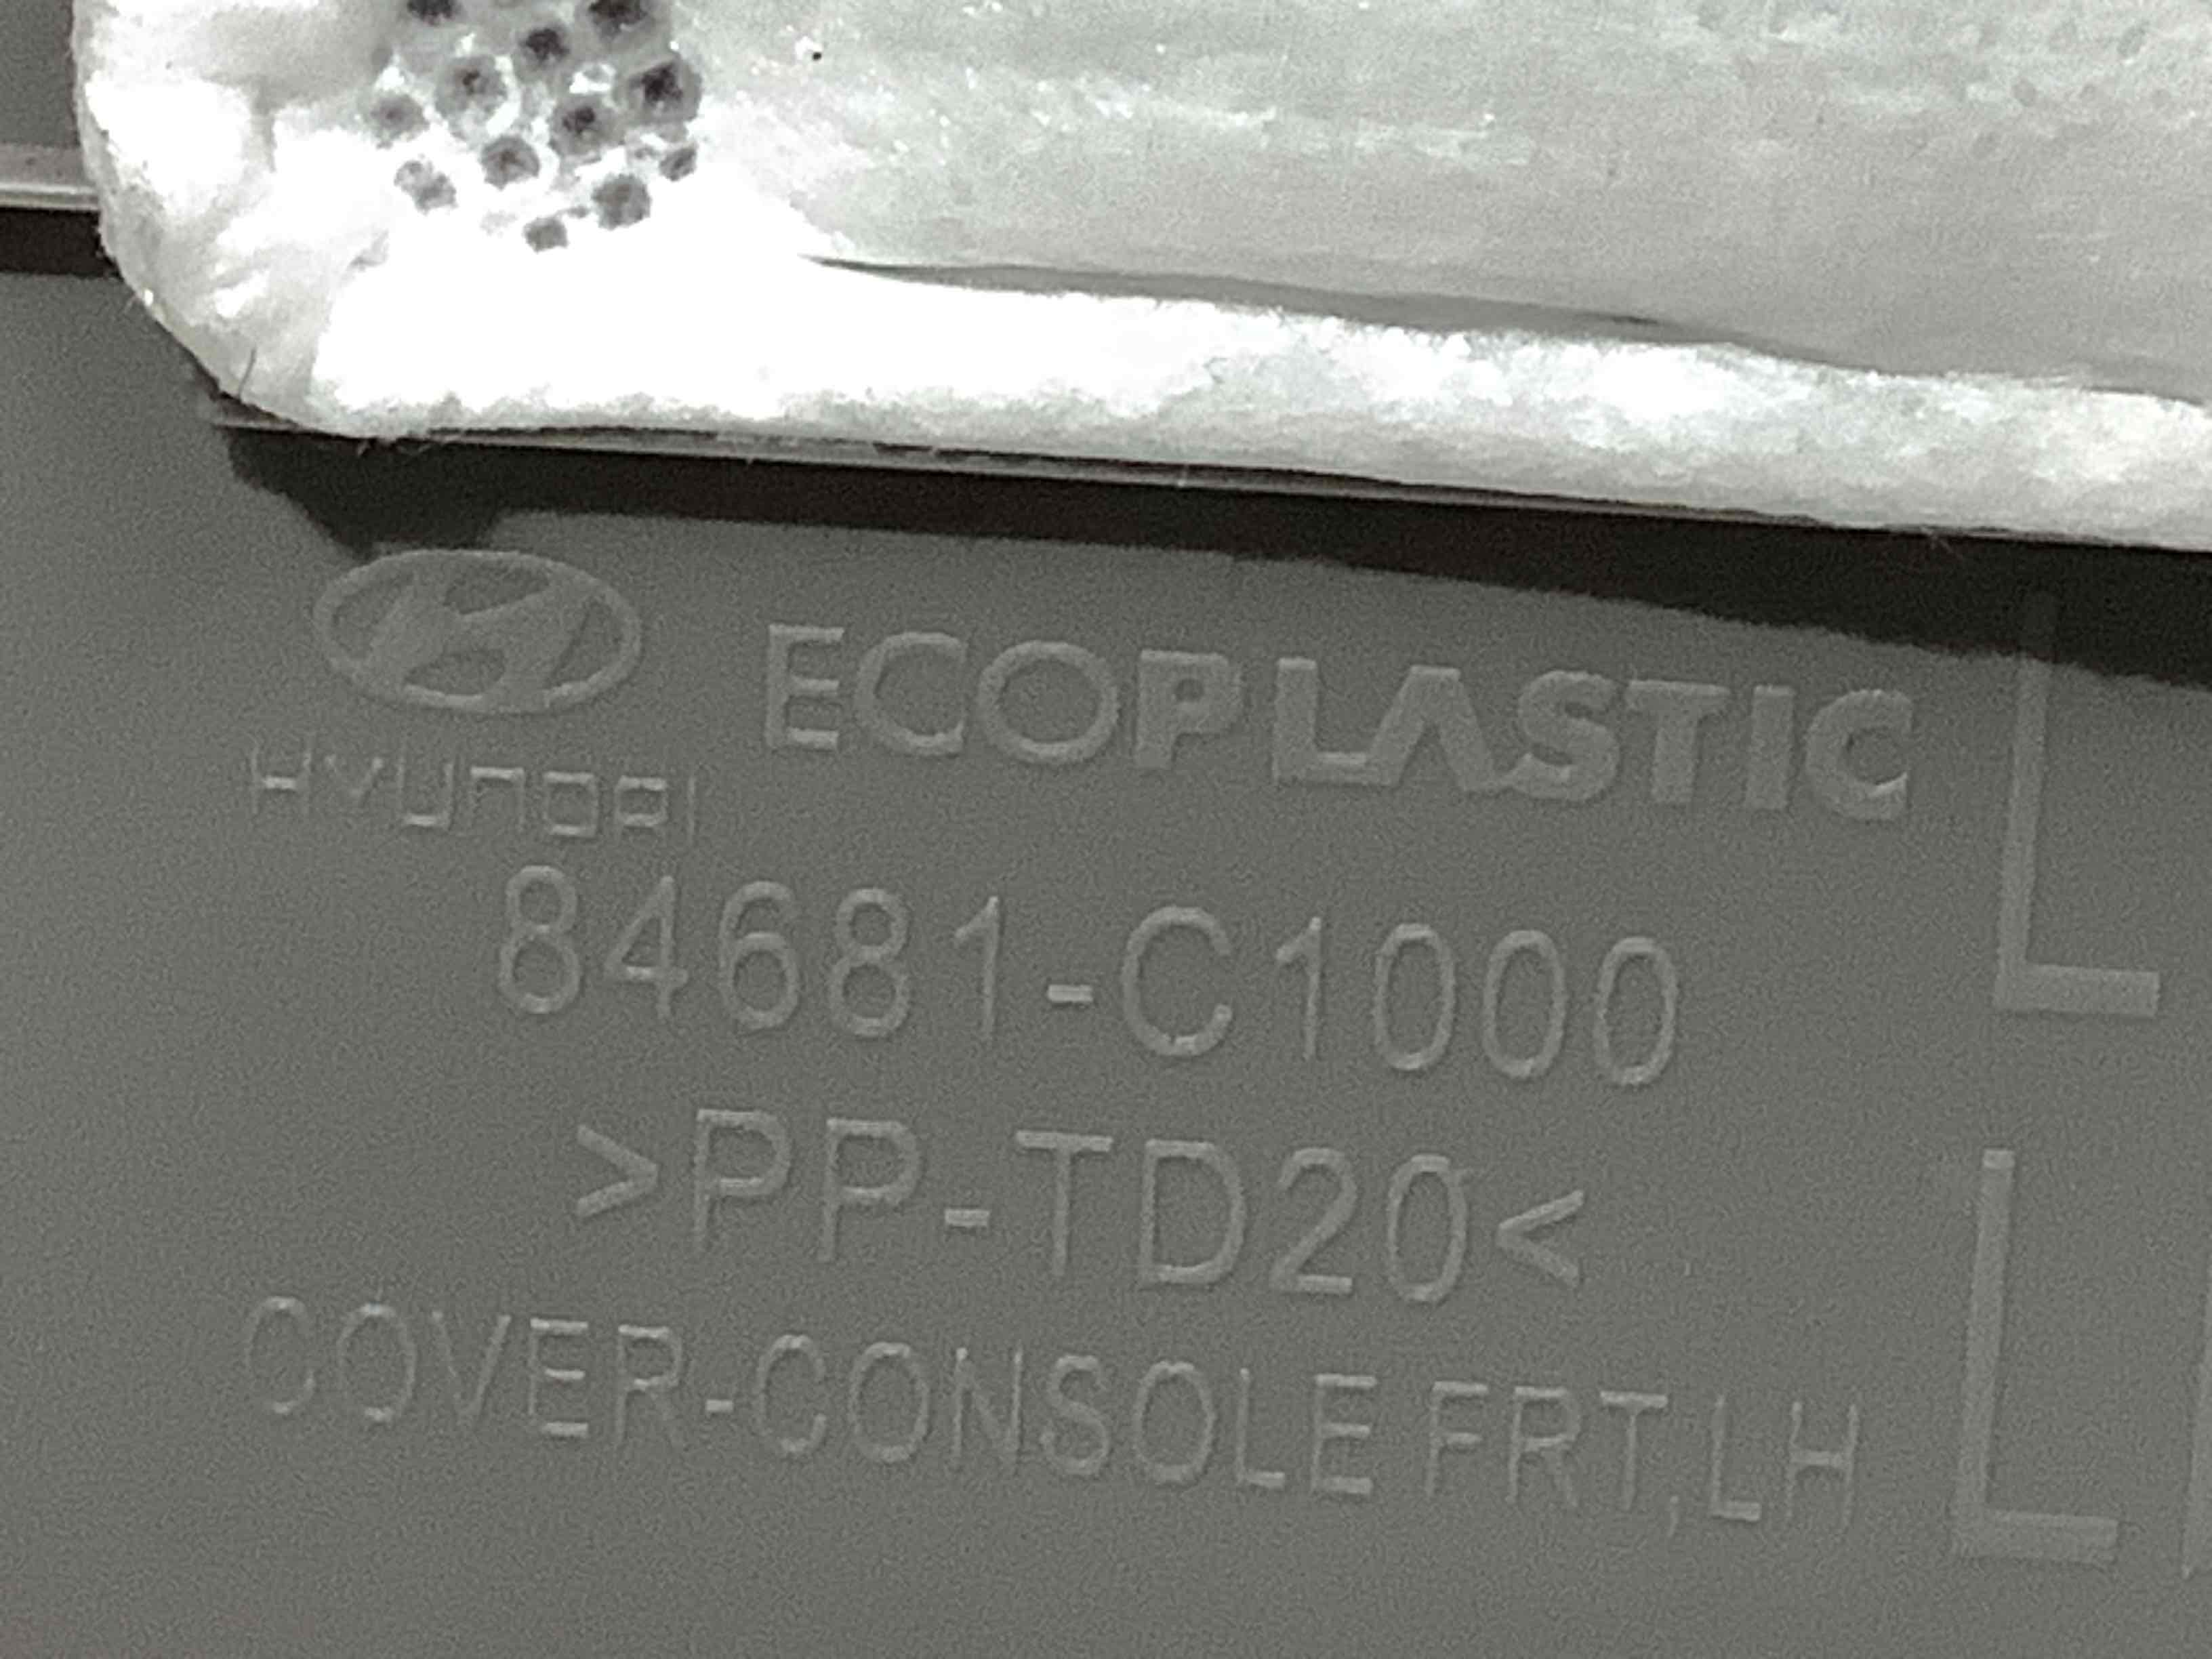 ECOPLASTIC
HYUNDAI
84681-C1000
>PP-TD20<
COVER-CONSOLE FRT,LH
L
L